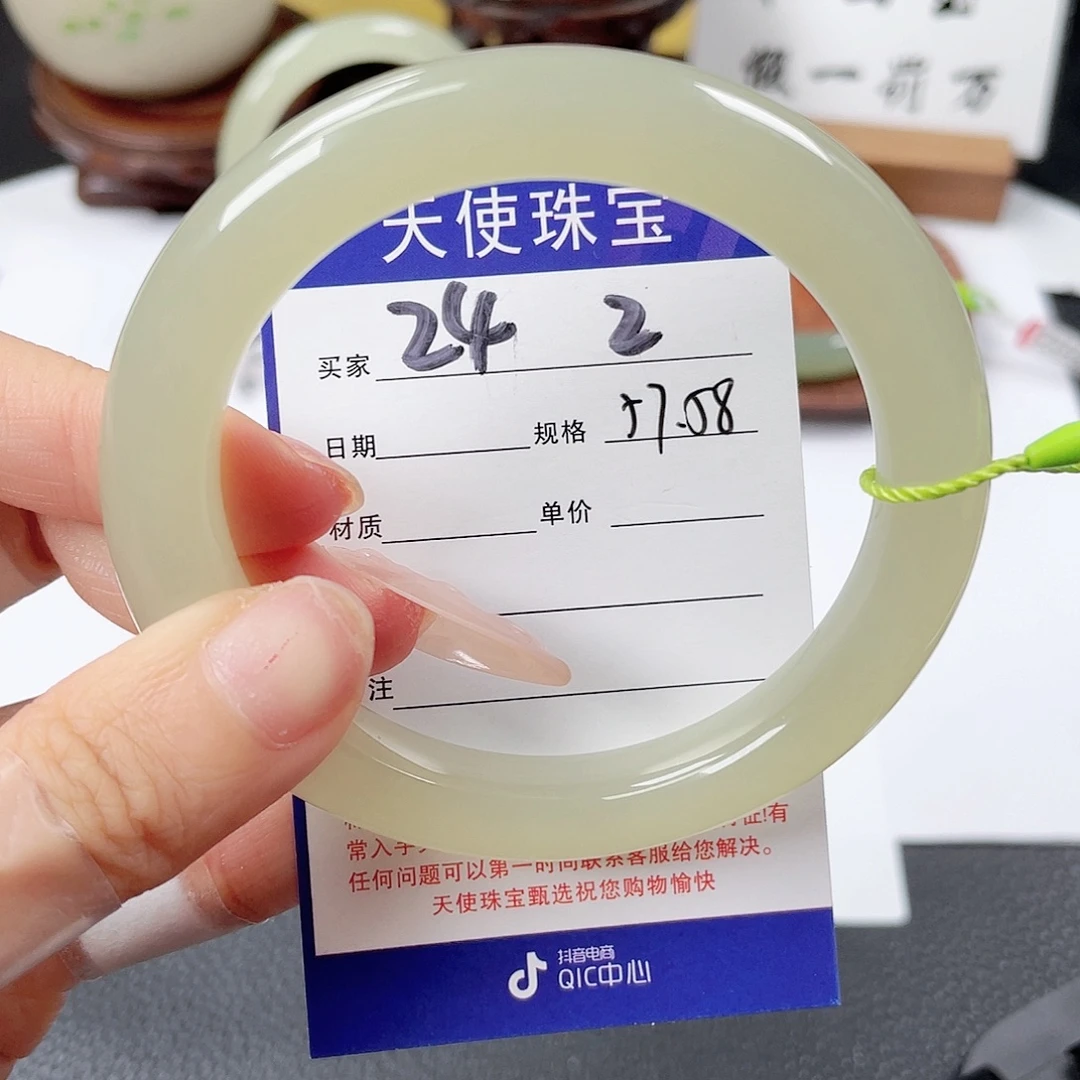 懒一前万
天使珠宝
买家 24 2
日期 规格 57.58
材质 单价
注
常入手
任何问题可以第一时间联系客服给您解决。
天使珠宝甄选祝您购物愉快
抖音电商
QIC中心